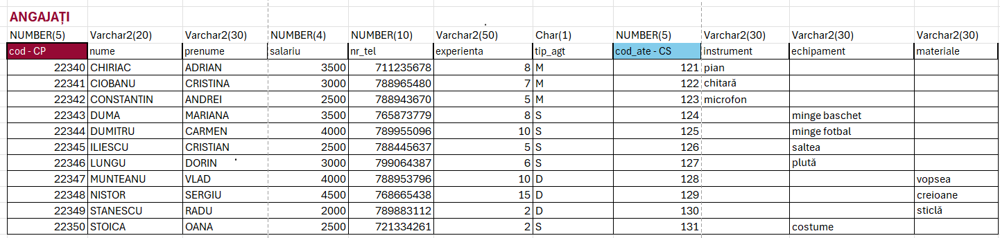 ANGAJAȚI
NUMBER(5) Varchar2(20) Varchar2(30) NUMBER(4) NUMBER(10) Varchar2(50) Char(1) NUMBER(5) Varchar2(30) Varchar2(30) Varchar2(30)
cod - CP nume prenume salariu nr_tel experienta tip_agt cod_ate - CS instrument echipament materiale
22340 CHIRIAC ADRIAN 3500 711235678 8 M 121 pian
22341 CIOBANU CRISTINA 3000 788965480 7 M 122 chitară
22342 CONSTANTIN ANDREI 2500 788943670 5 M 123 microfon
22343 DUMA MARIANA 3500 765873779 8 S 124 minge baschet
22344 DUMITRU CARMEN 4000 789955096 10 S 125 minge fotbal
22345 ILIESCU CRISTIAN 2500 788445637 5 S 126 saltea
22346 LUNGU DORIN 3000 799064387 6 S 127 plută
22347 MUNTEANU VLAD 4000 788953796 10 D 128 vopsea
22348 NISTOR SERGIU 4500 768665438 15 D 129 creioane
22349 STANESCU RADU 2000 789883112 2 D 130 sticlă
22350 STOICA OANA 2500 721334261 2 S 131 costume